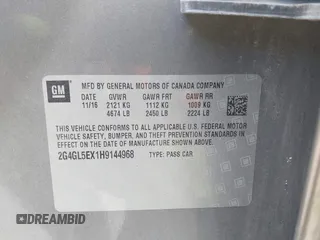 GM
MFD BY GENERAL MOTORS OF CANADA COMPANY
DATE GVWR GAWR FRT GAWR RR
11/16 2121 KG 1112 KG 1009 KG
4674 LB 2450 LB 2224 LB
THIS VEHICLE CONFORMS TO ALL APPLICABLE U.S. FEDERAL MOTOR
VEHICLE SAFETY, BUMPER, AND THEFT PREVENTION STANDARDS
IN EFFECT ON THE DATE OF MANUFACTURE SHOWN ABOVE.
2G4GL5EX1H9144968 TYPE: PASS CAR
DREAMBID